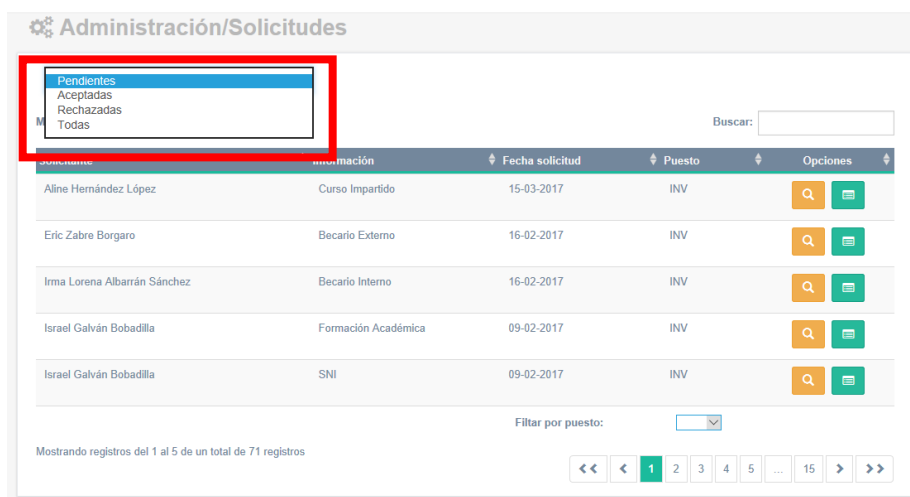 Administración/Solicitudes
Pendientes
Aceptadas
Rechazadas
Todas
M
Buscar:
Solicitante Información Fecha solicitud Puesto Opciones
Aline Hernández López Curso Impartido 15-03-2017 INV
Eric Zabre Borgaro Becario Externo 16-02-2017 INV
Irma Lorena Albarrán Sánchez Becario Interno 16-02-2017 INV
Israel Galván Bobadilla Formación Académica 09-02-2017 INV
Israel Galván Bobadilla SNI 09-02-2017 INV
Filtar por puesto:
Mostrando registros del 1 al 5 de un total de 71 registros
<< < 1 2 3 4 5 ... 15 > >>